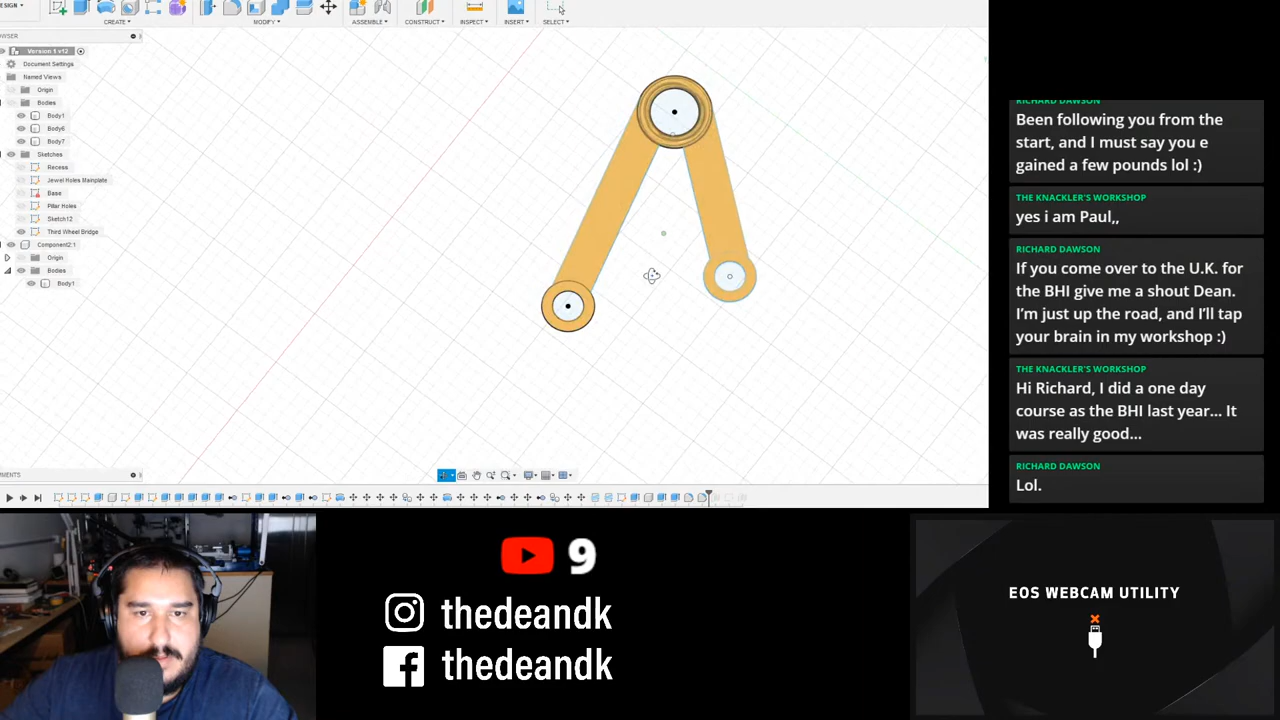 CREATE
MODIFY
ASSEMBLE
CONSTRUCT
INSPECT
INSERT
SELECT
Version 1 v12
Document Settings
Named Views
Origin
Bodies
Body1
Body6
Body7
Sketches
Recess
Jewel Holes Mainplate
Base
Pillar Holes
Sketch12
Third Wheel Bridge
Component2:1
Origin
Bodies
Body1
RICHARD DAWSON
Been following you from the
start, and I must say you e
gained a few pounds lol :)
THE KNACKLER'S WORKSHOP
yes i am Paul,,
RICHARD DAWSON
If you come over to the U.K. for
the BHI give me a shout Dean.
I'm just up the road, and I'll tap
your brain in my workshop :)
THE KNACKLER'S WORKSHOP
Hi Richard, I did a one day
course as the BHI last year... It
was really good...
RICHARD DAWSON
Lol.
9
thedeandk
thedeandk
EOS WEBCAM UTILITY